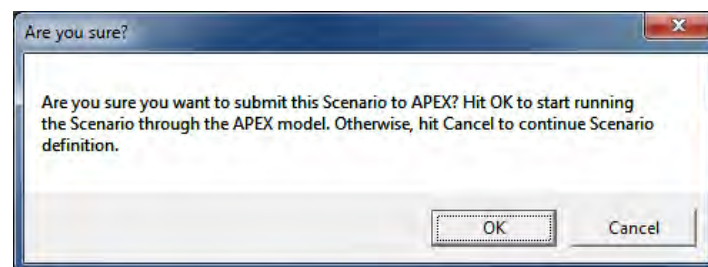 Are you sure?
Are you sure you want to submit this Scenario to APEX? Hit OK to start running
the Scenario through the APEX model. Otherwise, hit Cancel to continue Scenario
definition.
OK Cancel